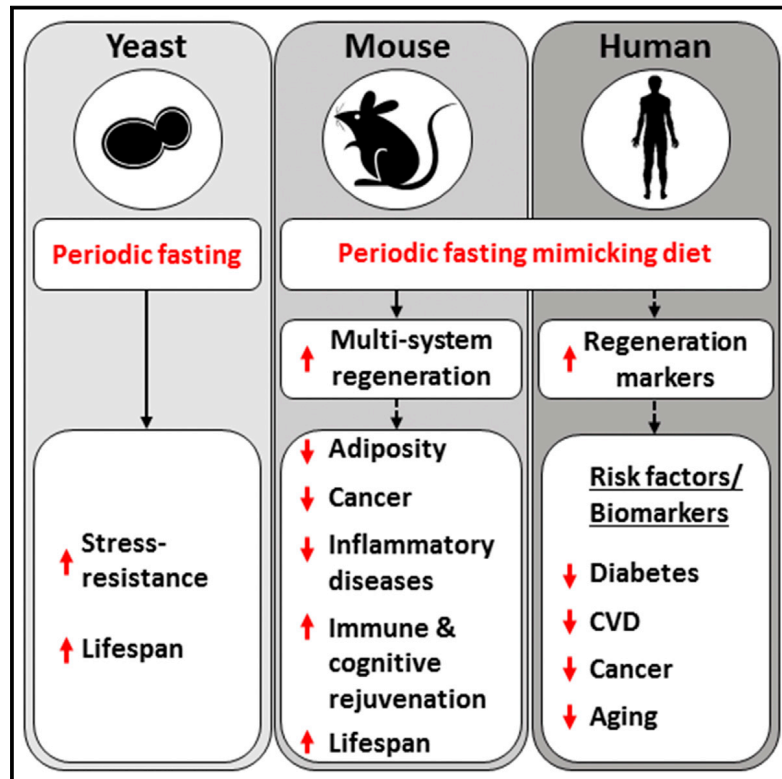 Yeast
Mouse
Human
Periodic fasting
Periodic fasting mimicking diet
Multi-system
regeneration
Regeneration
markers
Stress-
resistance
Lifespan
Adiposity
Cancer
Inflammatory
diseases
Immune &
cognitive
rejuvenation
Lifespan
Risk factors/
Biomarkers
Diabetes
CVD
Cancer
Aging